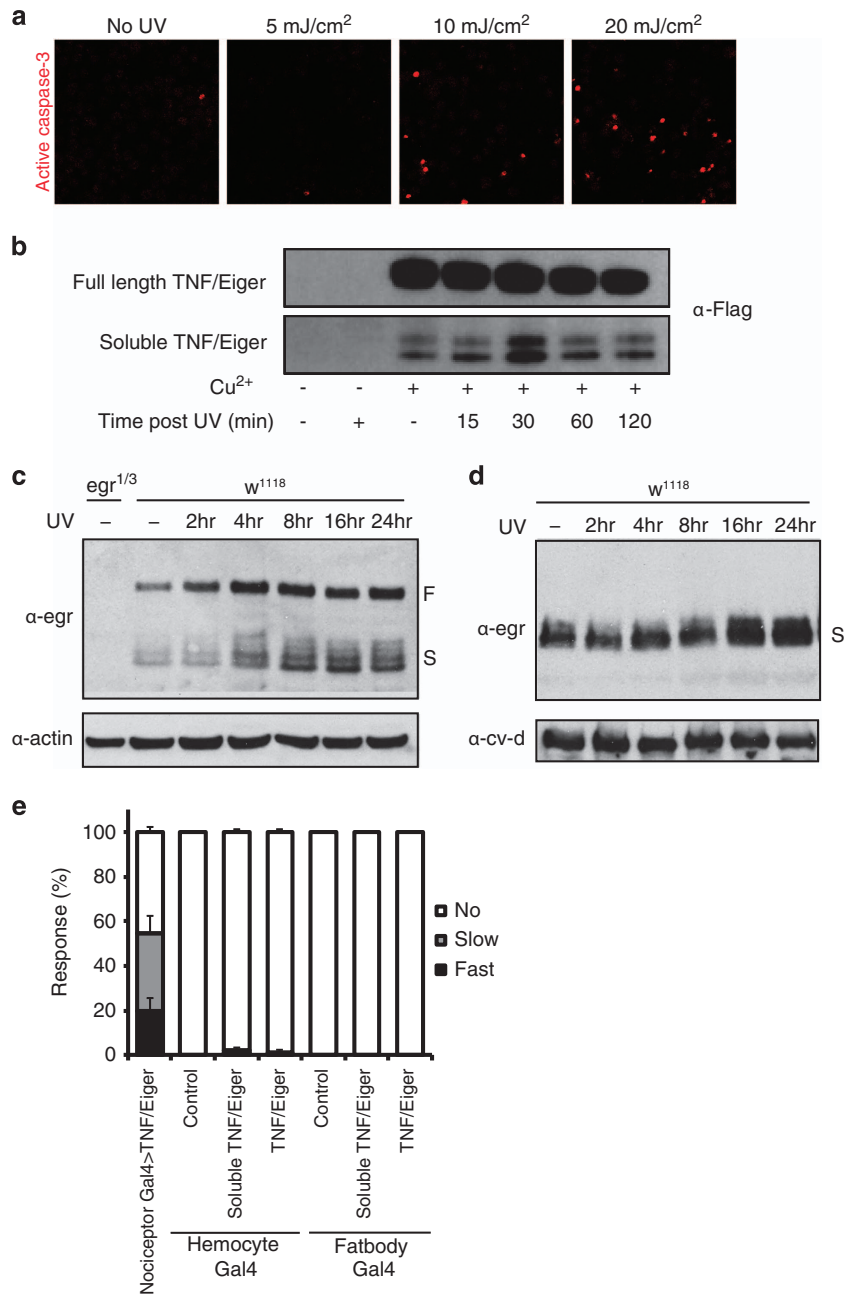 a
No UV 5 mJ/cm² 10 mJ/cm² 20 mJ/cm²
Active caspase-3
b
Full length TNF/Eiger
α-Flag
Soluble TNF/Eiger
Cu²⁺ - - + + + + +
Time post UV (min) - + - 15 30 60 120
c
egr¹/³ w¹¹¹⁸
UV – – 2hr 4hr 8hr 16hr 24hr
α-egr
F
S
α-actin
d
w¹¹¹⁸
UV – 2hr 4hr 8hr 16hr 24hr
α-egr
S
α-cv-d
e
Response (%)
100
80
60
40
20
0
No
Slow
Fast
Nociceptor Gal4>TNF/Eiger
Control
Soluble TNF/Eiger
TNF/Eiger
Control
Soluble TNF/Eiger
TNF/Eiger
Hemocyte
Gal4
Fatbody
Gal4